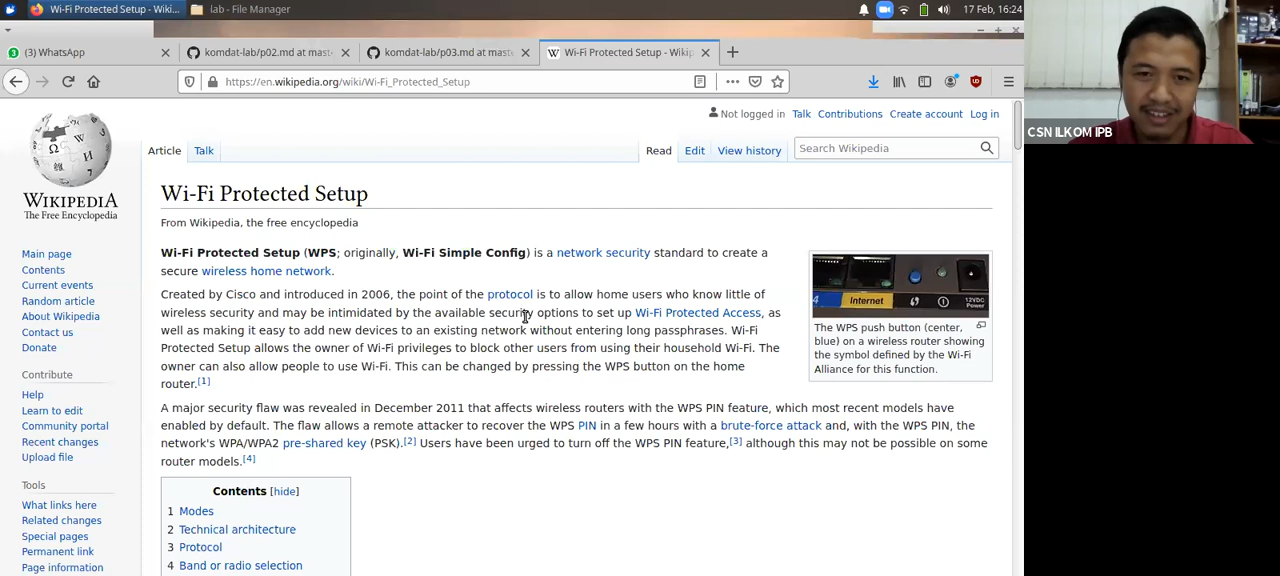 Wi-Fi Protected Setup - Wiki...
lab - File Manager
17 Feb, 16:24
(3) WhatsApp
komdat-lab/p02.md at mast
komdat-lab/p03.md at mast
Wi-Fi Protected Setup - Wikip
https://en.wikipedia.org/wiki/Wi-Fi_Protected_Setup
CSN ILKOM IPB
Not logged in Talk Contributions Create account Log in
Article Talk Read Edit View history Search Wikipedia
WIKIPEDIA
The Free Encyclopedia
Main page
Contents
Current events
Random article
About Wikipedia
Contact us
Donate
Contribute
Help
Learn to edit
Community portal
Recent changes
Upload file
Tools
What links here
Related changes
Special pages
Permanent link
Page information
Wi-Fi Protected Setup
From Wikipedia, the free encyclopedia
Wi-Fi Protected Setup (WPS; originally, Wi-Fi Simple Config) is a network security standard to create a
secure wireless home network.
Created by Cisco and introduced in 2006, the point of the protocol is to allow home users who know little of
wireless security and may be intimidated by the available security options to set up Wi-Fi Protected Access, as
well as making it easy to add new devices to an existing network without entering long passphrases. Wi-Fi
Protected Setup allows the owner of Wi-Fi privileges to block other users from using their household Wi-Fi. The
owner can also allow people to use Wi-Fi. This can be changed by pressing the WPS button on the home
router.[1]
4 Internet 12VDC
Power
The WPS push button (center,
blue) on a wireless router showing
the symbol defined by the Wi-Fi
Alliance for this function.
A major security flaw was revealed in December 2011 that affects wireless routers with the WPS PIN feature, which most recent models have
enabled by default. The flaw allows a remote attacker to recover the WPS PIN in a few hours with a brute-force attack and, with the WPS PIN, the
network's WPA/WPA2 pre-shared key (PSK).[2] Users have been urged to turn off the WPS PIN feature,[3] although this may not be possible on some
router models.[4]
Contents [hide]
1 Modes
2 Technical architecture
3 Protocol
4 Band or radio selection